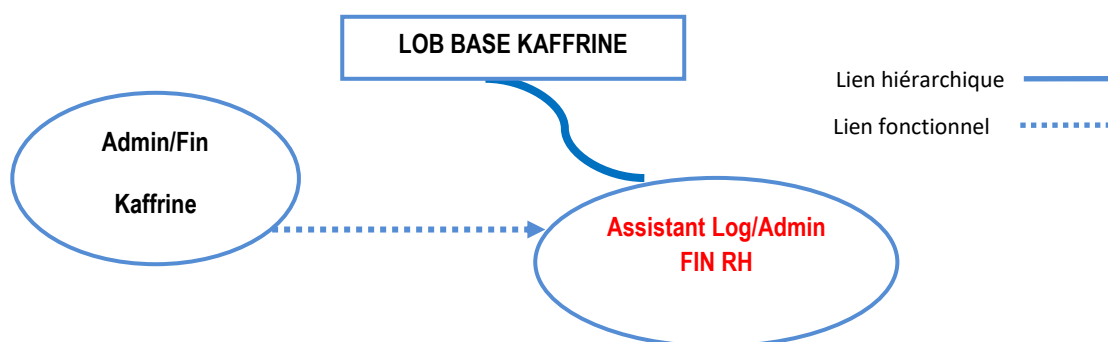 LOB BASE KAFFRINE
Lien hiérarchique
Lien fonctionnel
Admin/Fin
Kaffrine
Assistant Log/Admin
FIN RH